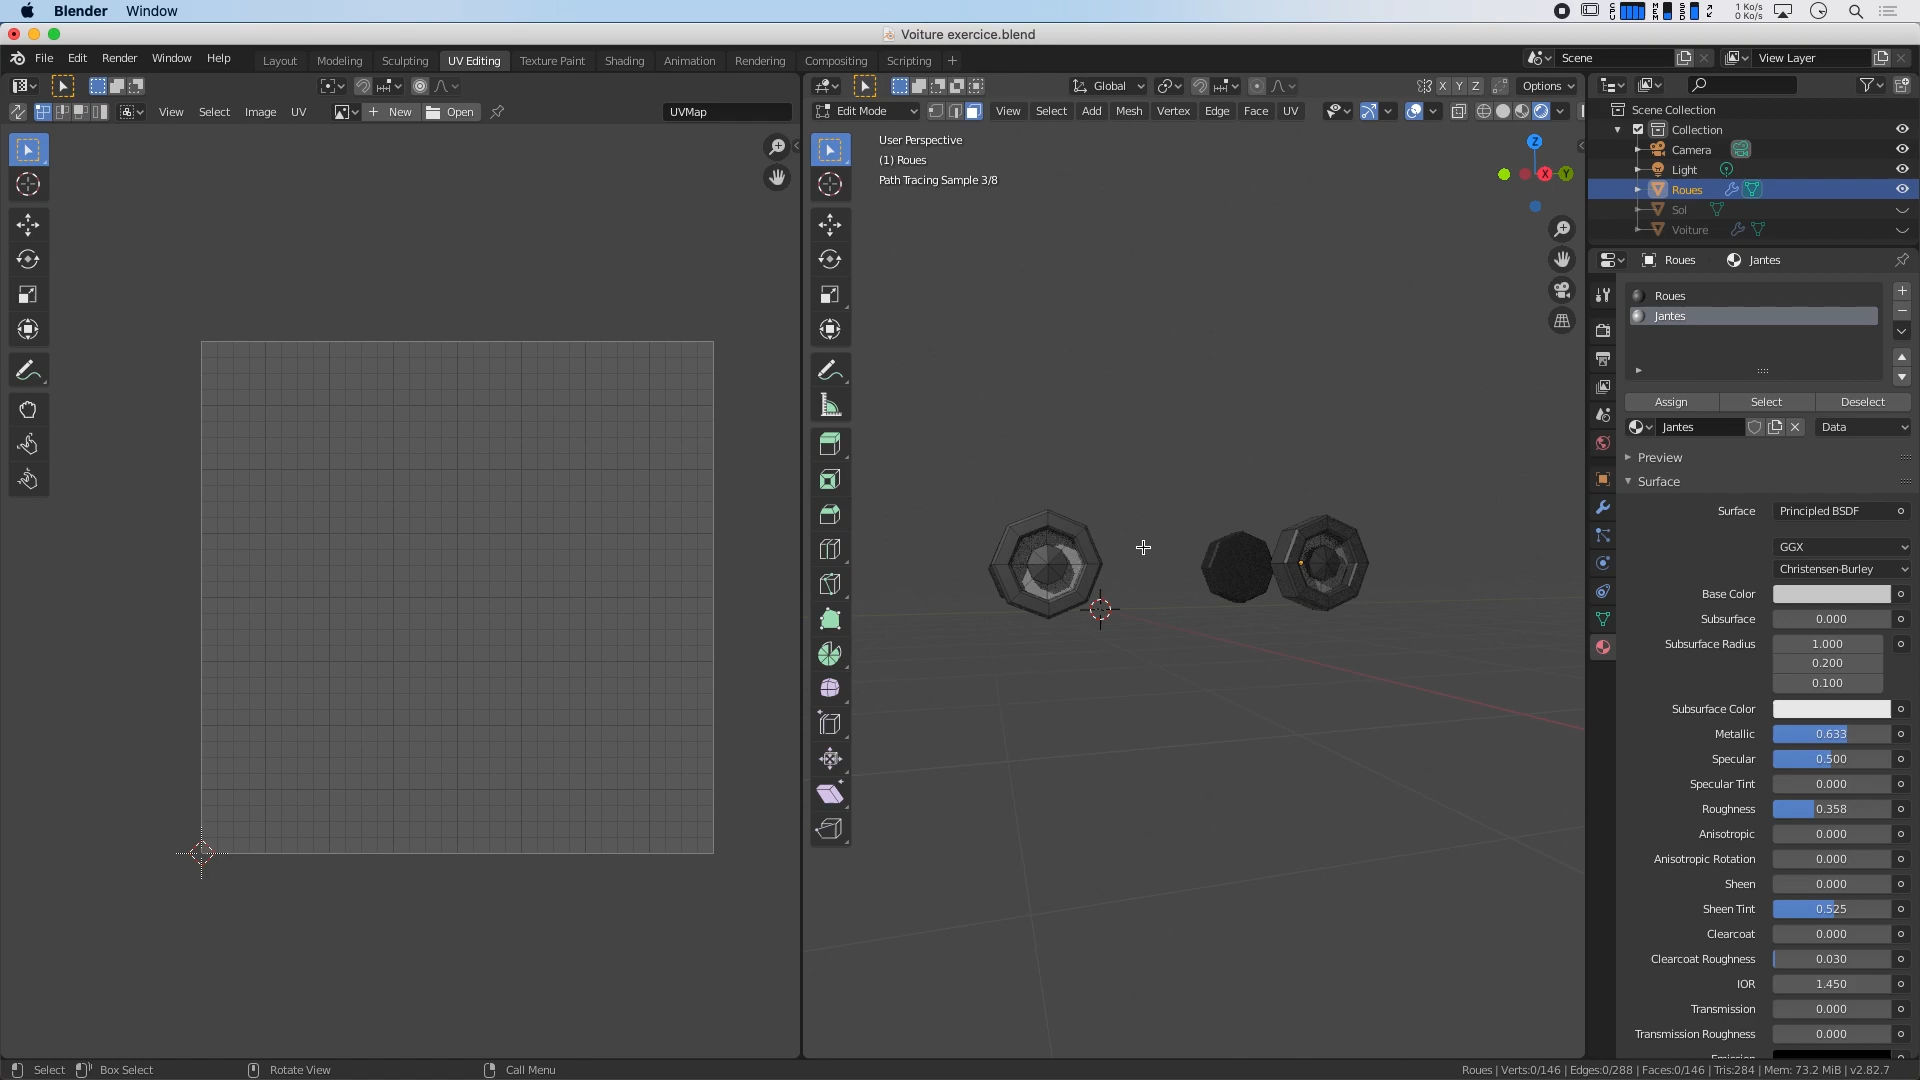 Blender Window
1 Ko/s
0 Ko/s
Voiture exercice.blend
File Edit Render Window Help
Layout Modeling Sculpting UV Editing Texture Paint Shading Animation Rendering Compositing Scripting
Scene
View Layer
View Select Image UV
New
Open
UVMap
Global
X Y Z
Options
Edit Mode
View Select Add Mesh Vertex Edge Face UV
User Perspective
(1) Roues
Path Tracing Sample 3/8
Z
X
Y
Scene Collection
Collection
Camera
Light
Roues
Sol
Voiture
Roues
Jantes
Roues
Jantes
Assign Select Deselect
Jantes
Data
Preview
Surface
Surface Principled BSDF
GGX
Christensen-Burley
Base Color
Subsurface 0.000
Subsurface Radius 1.000
0.200
0.100
Subsurface Color
Metallic 0.633
Specular 0.500
Specular Tint 0.000
Roughness 0.358
Anisotropic 0.000
Anisotropic Rotation 0.000
Sheen 0.000
Sheen Tint 0.525
Clearcoat 0.000
Clearcoat Roughness 0.030
IOR 1.450
Transmission 0.000
Transmission Roughness 0.000
Select Box Select Rotate View Call Menu
Roues | Verts:0/146 | Edges:0/288 | Faces:0/146 | Tris:284 | Mem: 73.2 MiB | v2.82.7